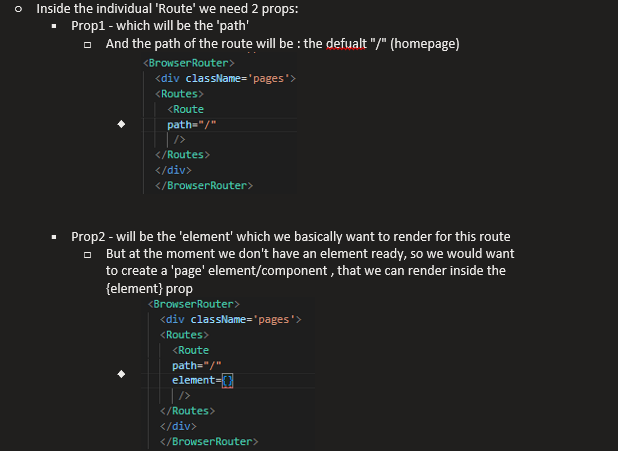 Inside the individual 'Route' we need 2 props:
Prop1 - which will be the 'path'
And the path of the route will be : the defualt "/" (homepage)
<BrowserRouter>
<div className='pages'>
<Routes>
<Route
path="/"
/>
</Routes>
</div>
</BrowserRouter>
Prop2 - will be the 'element' which we basically want to render for this route
But at the moment we don't have an element ready, so we would want
to create a 'page' element/component , that we can render inside the
{element} prop
<BrowserRouter>
<div className='pages'>
<Routes>
<Route
path="/"
element={}
/>
</Routes>
</div>
</BrowserRouter>